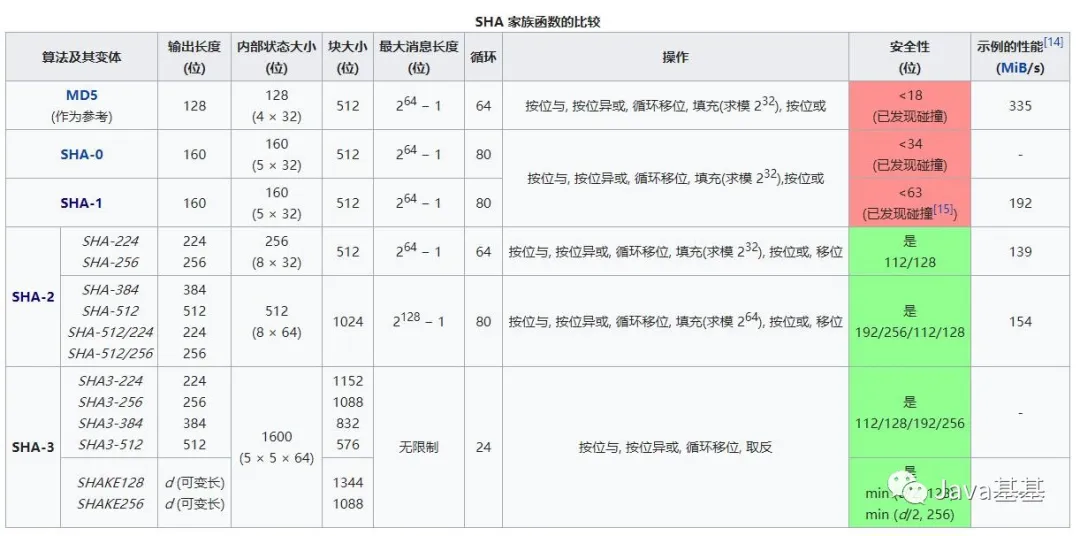 SHA 家族函数的比较
算法及其变体 输出长度 (位) 内部状态大小 (位) 块大小 (位) 最大消息长度 (位) 循环 操作 安全性 (位) 示例的性能[14] (MiB/s)
MD5 (作为参考) 128 128 (4 × 32) 512 2^64 − 1 64 按位与, 按位异或, 循环移位, 填充(求模 2^32), 按位或 <18 (已发现碰撞) 335
SHA-0 160 160 (5 × 32) 512 2^64 − 1 80 按位与, 按位异或, 循环移位, 填充(求模 2^32),按位或 <34 (已发现碰撞) -
SHA-1 160 160 (5 × 32) 512 2^64 − 1 80 <63 (已发现碰撞[15]) 192
SHA-2
SHA-224 224 256 (8 × 32) 512 2^64 − 1 64 按位与, 按位异或, 循环移位, 填充(求模 2^32), 按位或, 移位 是 112/128 139
SHA-256 256
SHA-384 384 512 (8 × 64) 1024 2^128 − 1 80 按位与, 按位异或, 循环移位, 填充(求模 2^64), 按位或, 移位 是 192/256/112/128 154
SHA-512 512
SHA-512/224 224
SHA-512/256 256
SHA-3
SHA3-224 224 1600 (5 × 5 × 64) 1152 无限制 24 按位与, 按位异或, 循环移位, 取反 是 112/128/192/256 -
SHA3-256 256 1088
SHA3-384 384 832
SHA3-512 512 576
SHAKE128 d (可变长) 1344 是 min
SHAKE256 d (可变长) 1088 min (d/2, 256)
Java基基